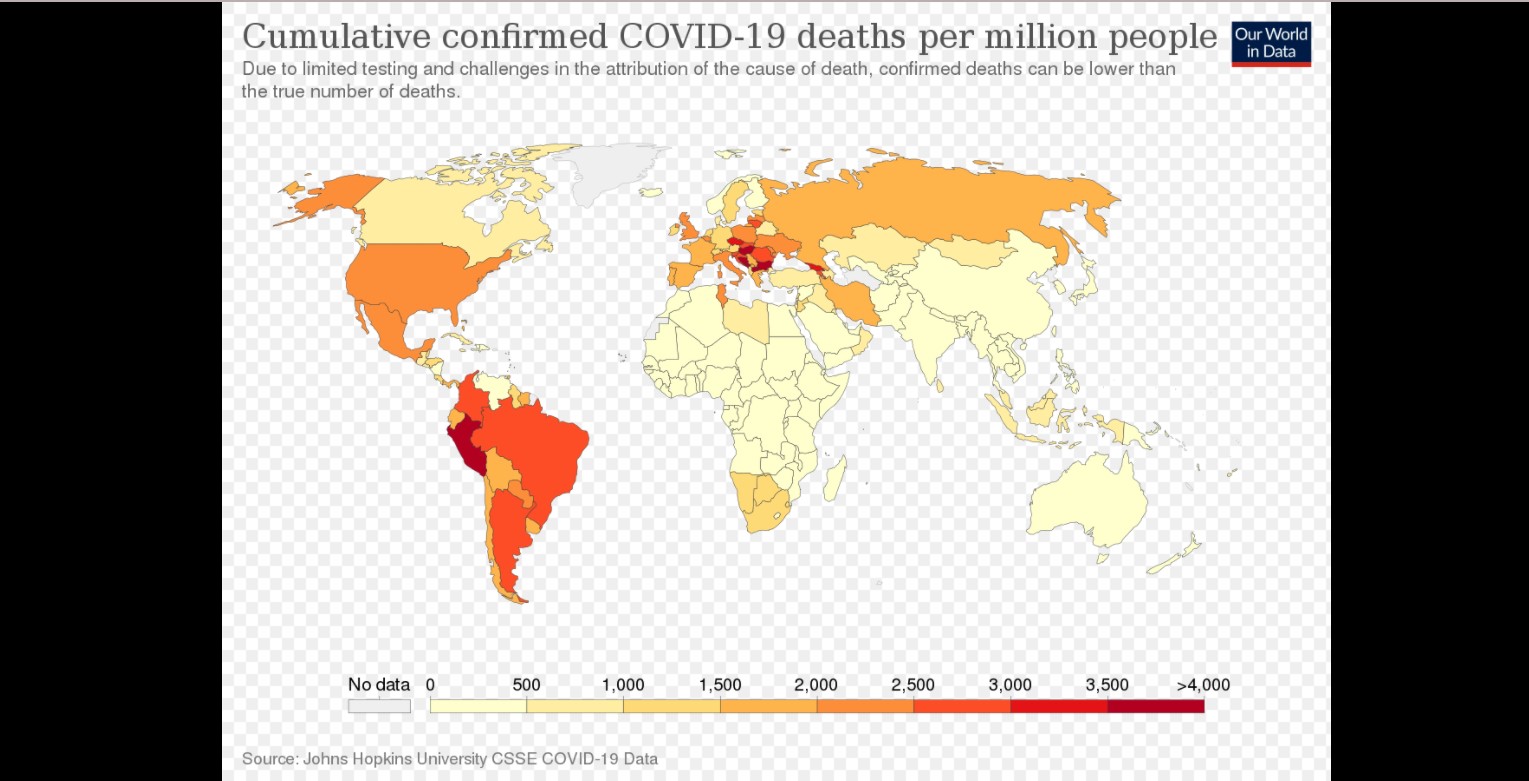 Cumulative confirmed COVID-19 deaths per million people
Our World
in Data
Due to limited testing and challenges in the attribution of the cause of death, confirmed deaths can be lower than
the true number of deaths.
No data 0 500 1,000 1,500 2,000 2,500 3,000 3,500 >4,000
Source: Johns Hopkins University CSSE COVID-19 Data